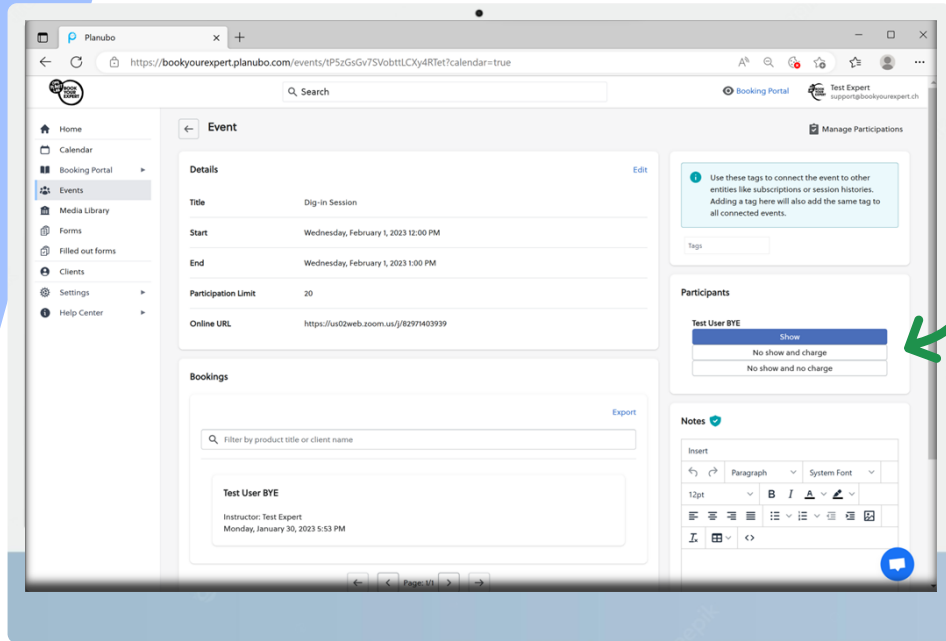 Planubo
https://bookyourexpert.planubo.com/events/tP5zGsGv7SVobttLCXy4RTet?calendar=true
BOOK
YOUR
EXPERT
Search
Booking Portal
Test Expert
support@bookyourexpert.ch
Home
Calendar
Booking Portal
Events
Media Library
Forms
Filled out forms
Clients
Settings
Help Center
Event
Manage Participations
Details
Edit
Title
Dig-in Session
Start
Wednesday, February 1, 2023 12:00 PM
End
Wednesday, February 1, 2023 1:00 PM
Participation Limit
20
Online URL
https://us02web.zoom.us/j/82971403939
Bookings
Export
Filter by product title or client name
Test User BYE
Instructor: Test Expert
Monday, January 30, 2023 5:53 PM
Page: 1/1
Use these tags to connect the event to other
entities like subscriptions or session histories.
Adding a tag here will also add the same tag to
all connected events.
Tags
Participants
Test User BYE
Show
No show and charge
No show and no charge
Notes
Insert
Paragraph
System Font
12pt
B I A